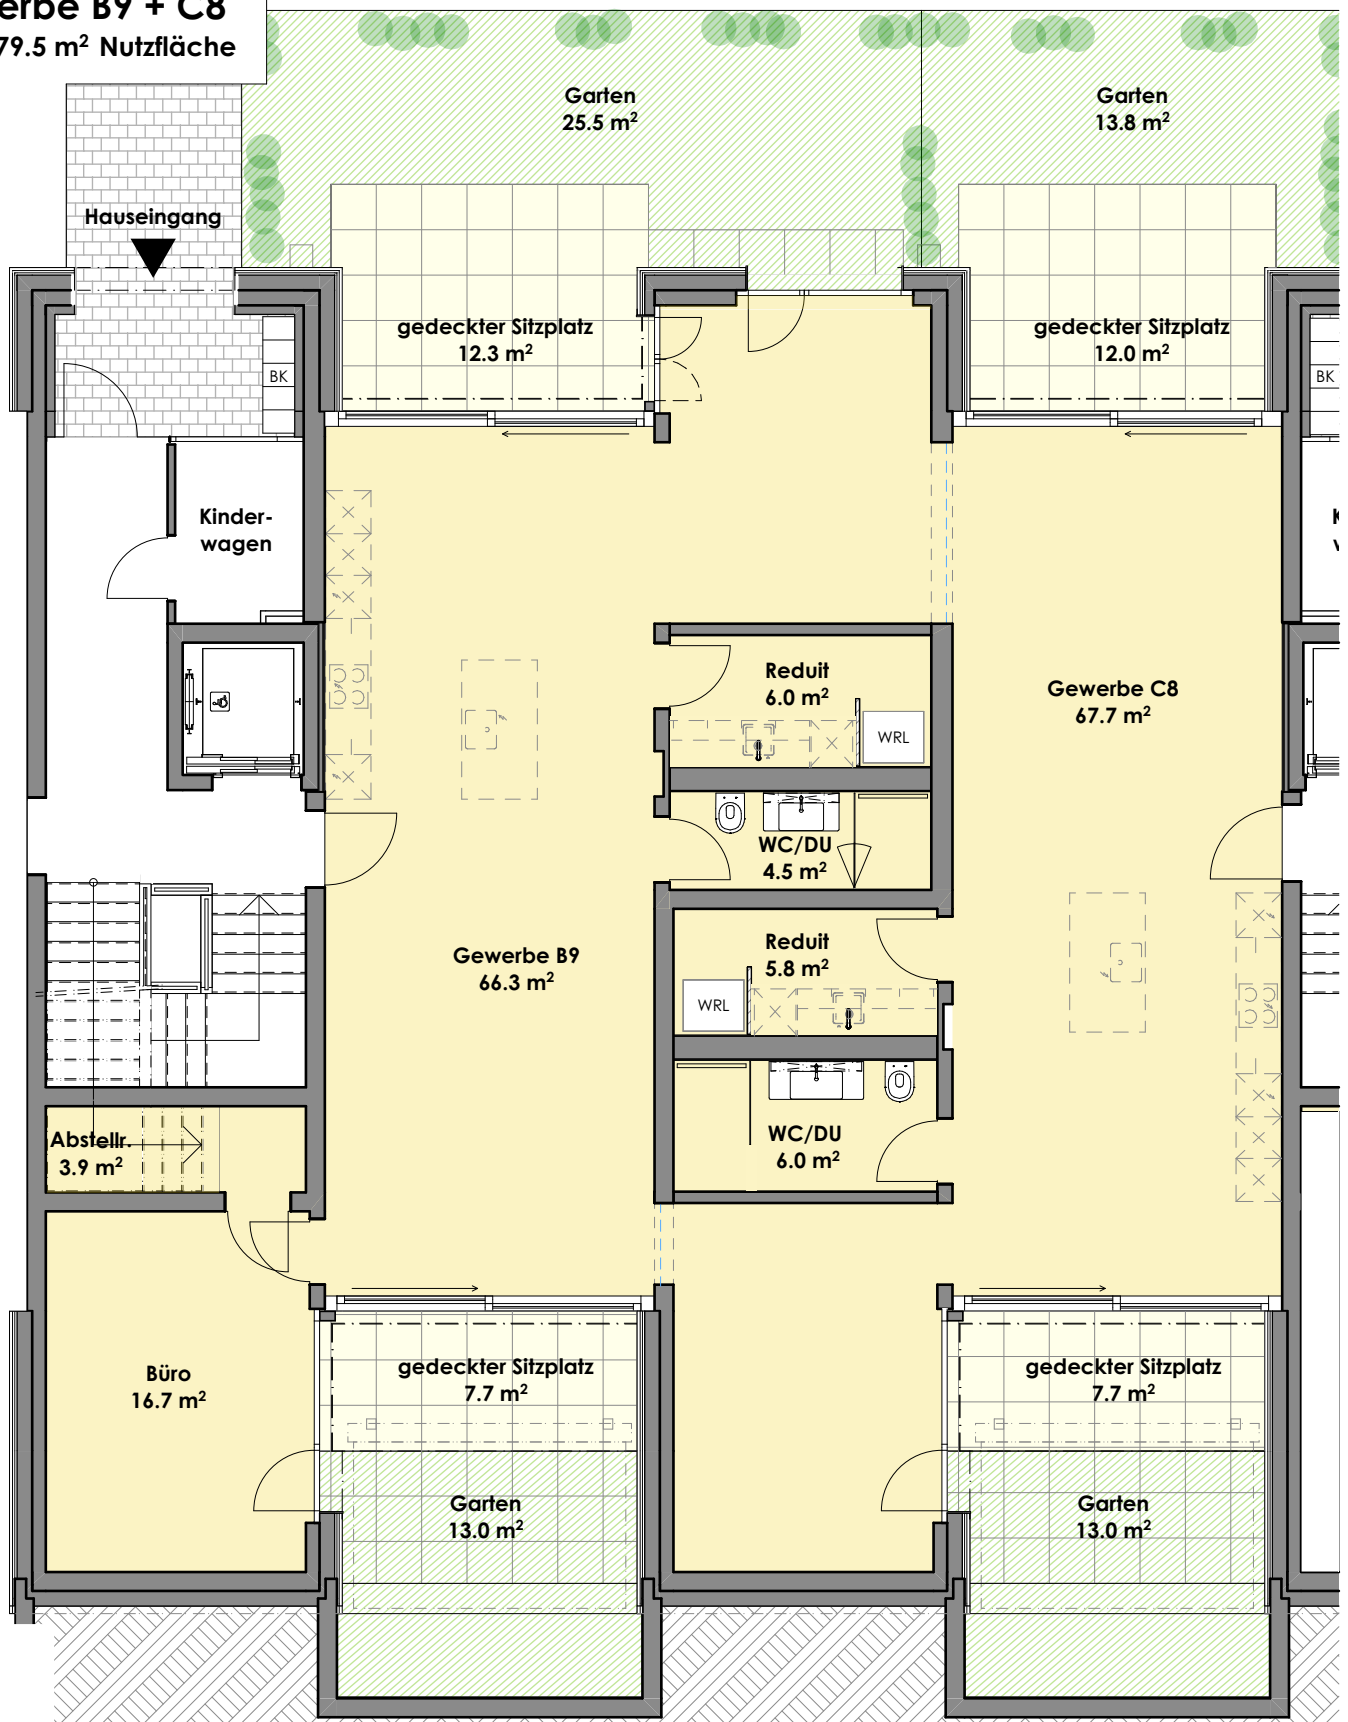 erbe B9 + C8
79.5 m² Nutzfläche
Garten
25.5 m²
Garten
13.8 m²
Hauseingang
gedeckter Sitzplatz
12.3 m²
gedeckter Sitzplatz
12.0 m²
BK
BK
Kinder-
wagen
Reduit
6.0 m²
WRL
Gewerbe C8
67.7 m²
WC/DU
4.5 m²
Gewerbe B9
66.3 m²
Reduit
5.8 m²
WRL
WC/DU
6.0 m²
Abstellr.
3.9 m²
Büro
16.7 m²
gedeckter Sitzplatz
7.7 m²
gedeckter Sitzplatz
7.7 m²
Garten
13.0 m²
Garten
13.0 m²